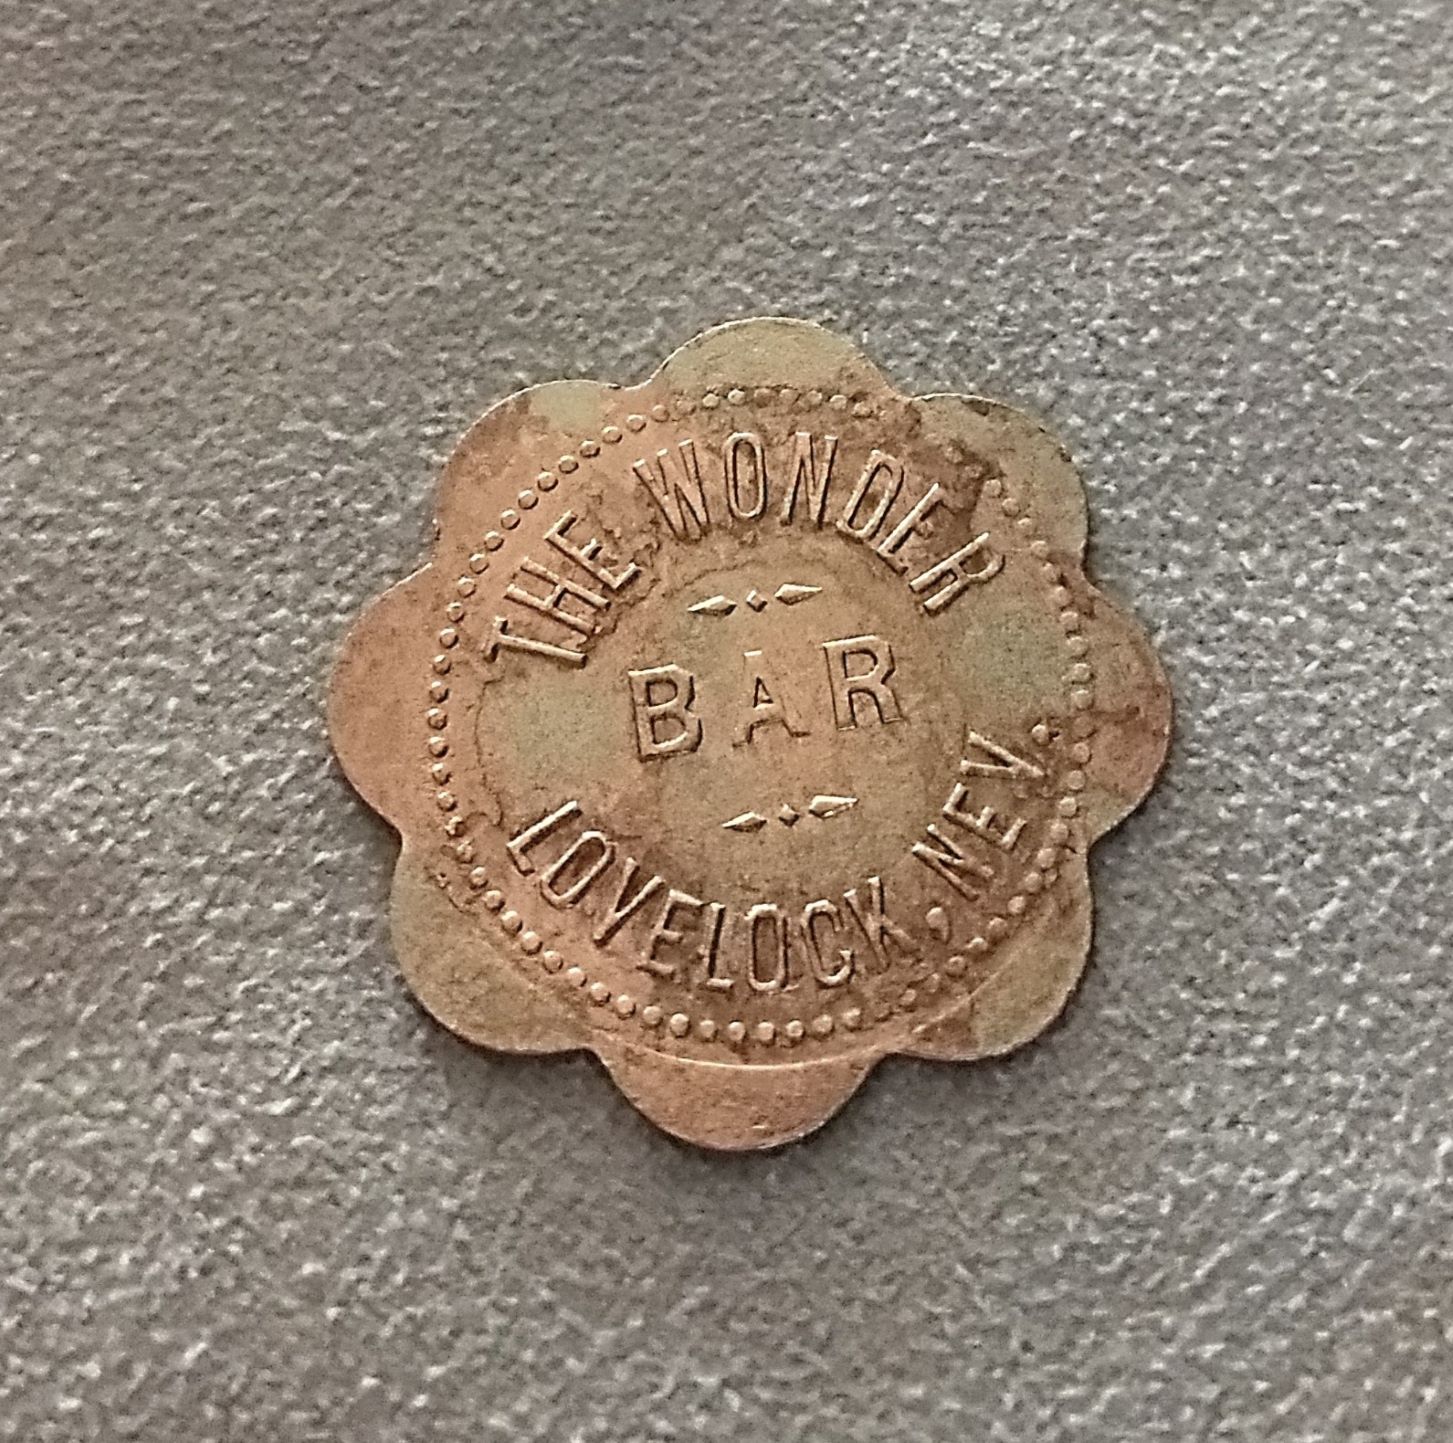 THE WONDER
BAR
LOVELOCK, NEV.